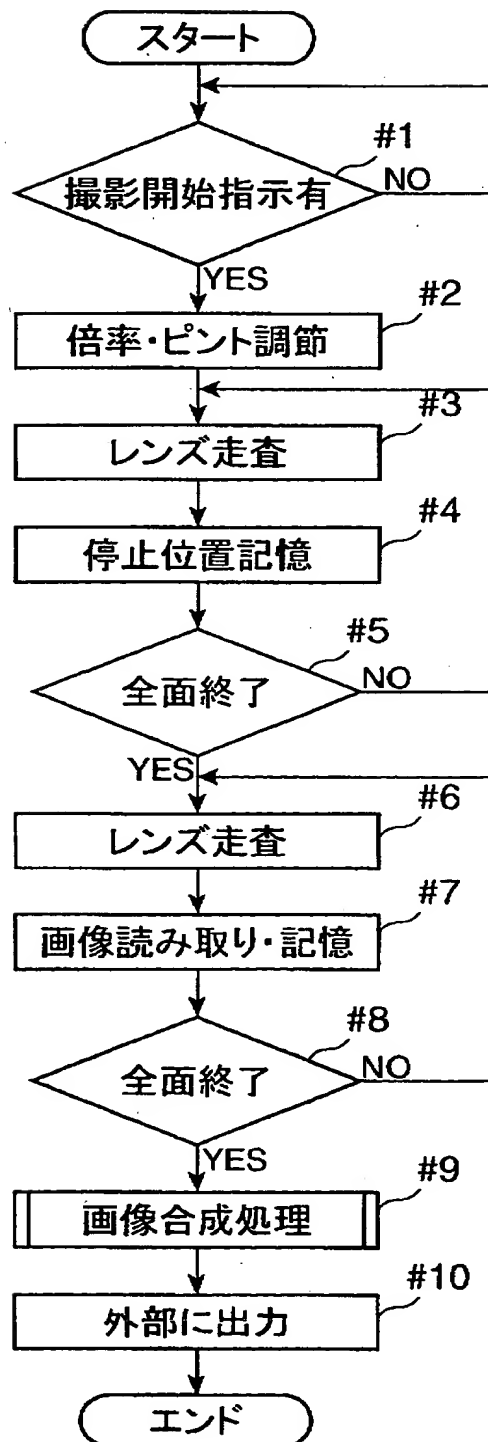 スタート
#1
撮影開始指示有
NO
YES
#2
倍率・ピント調節
#3
レンズ走査
#4
停止位置記憶
#5
全面終了
NO
YES
#6
レンズ走査
#7
画像読み取り・記憶
#8
全面終了
NO
YES
#9
画像合成処理
#10
外部に出力
エンド